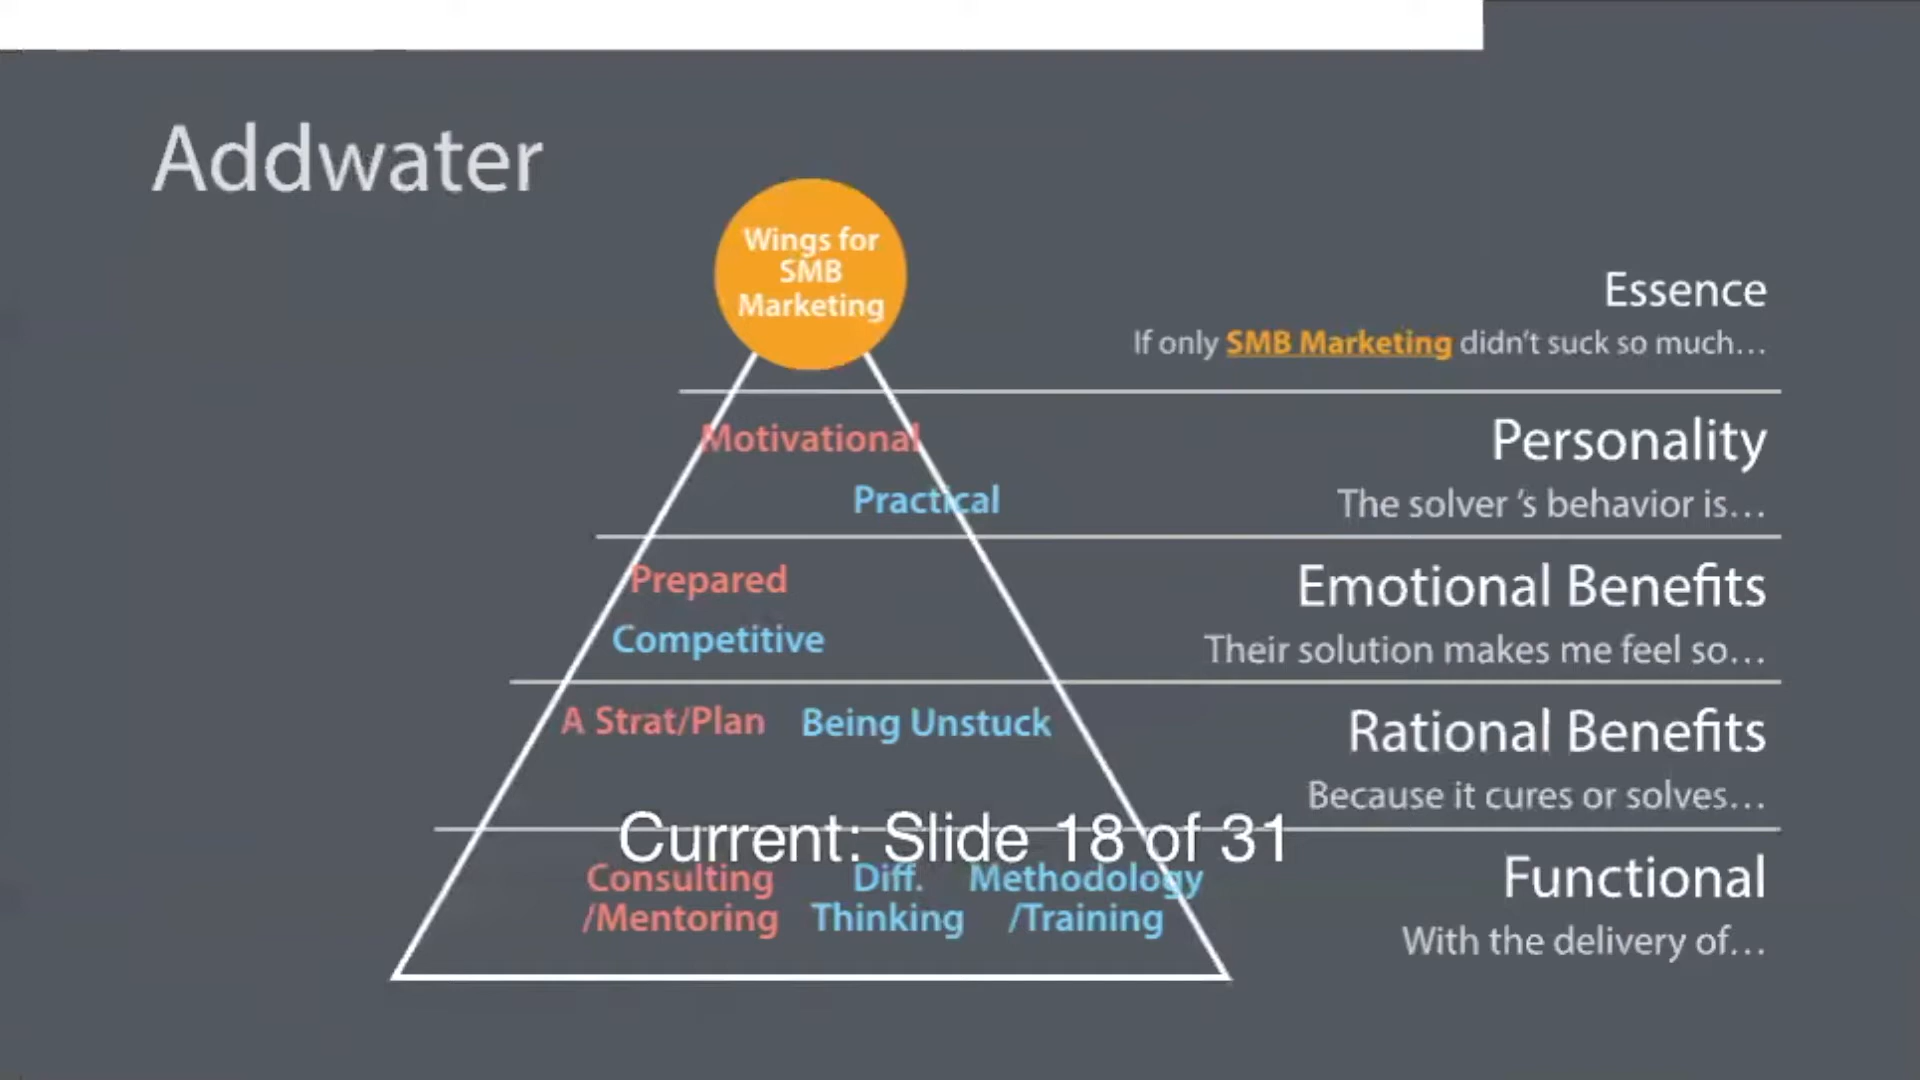 Addwater
Wings for
SMB
Marketing
Essence
If only SMB Marketing didn't suck so much...
Motivational
Practical
Personality
The solver 's behavior is...
Prepared
Competitive
Emotional Benefits
Their solution makes me feel so...
A Strat/Plan Being Unstuck
Rational Benefits
Because it cures or solves...
Current: Slide 18 of 31
Consulting
/Mentoring
Diff.
Thinking
Methodology
/Training
Functional
With the delivery of...